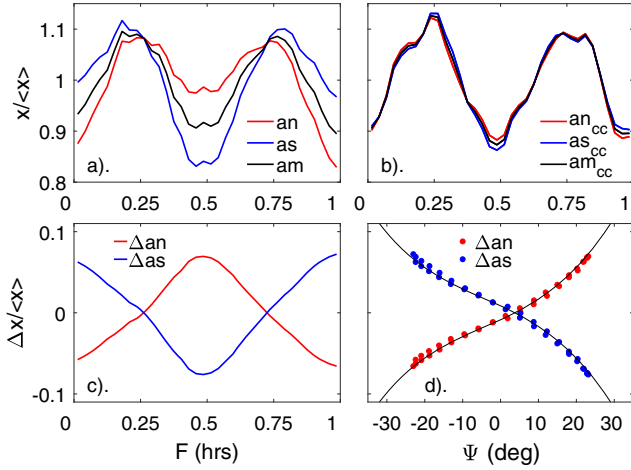 x/<x>
1.1
1
0.9
0.8
an
as
am
a).
0 0.25 0.5 0.75 1
an_cc
as_cc
am_cc
b).
0 0.25 0.5 0.75 1
Δx/<x>
0.1
0
-0.1
Δan
Δas
c).
0 0.25 0.5 0.75 1
F (hrs)
Δan
Δas
d).
-30 -20 -10 0 10 20 30
Ψ (deg)